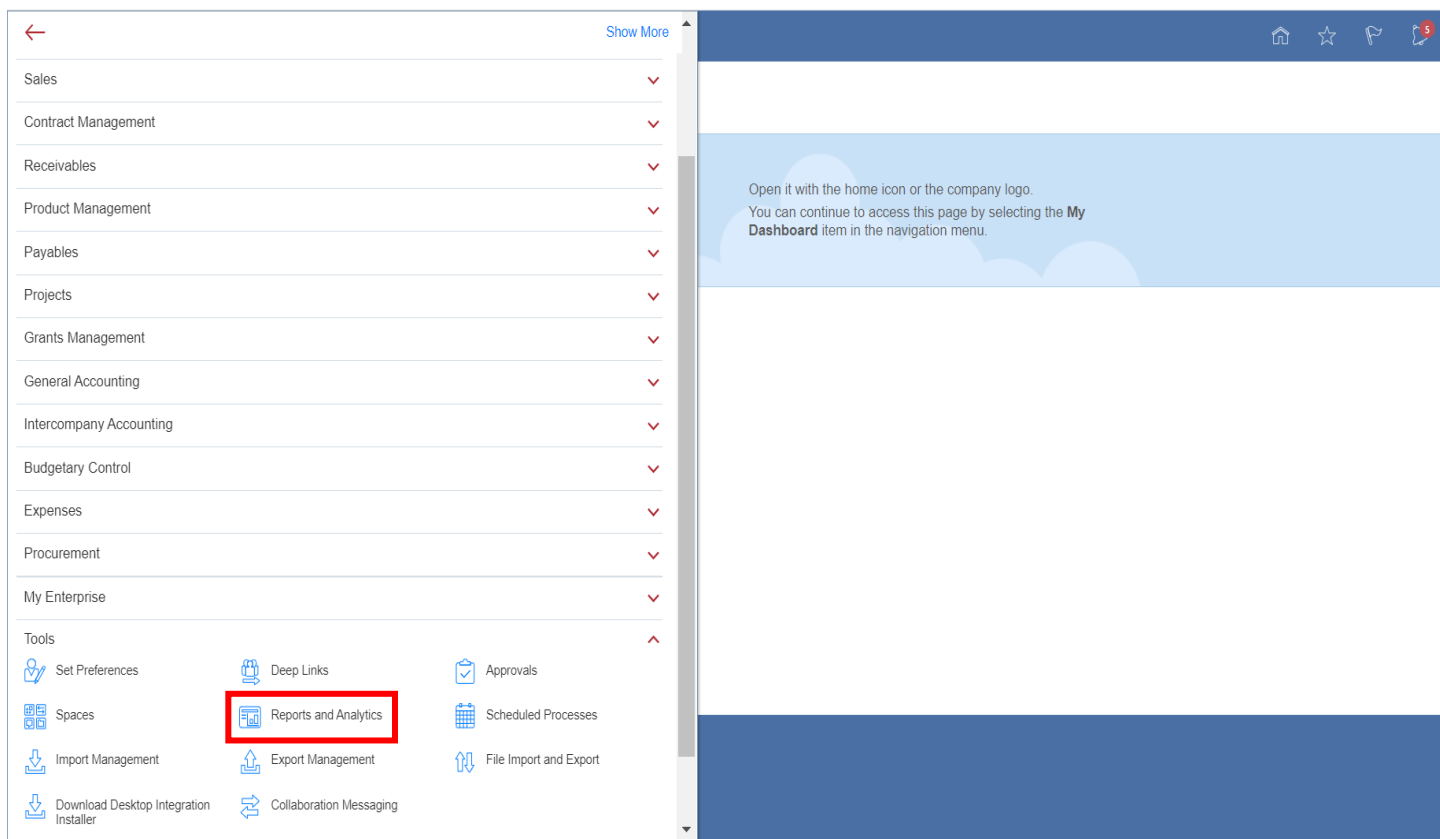 Show More
5
Sales
Contract Management
Receivables
Product Management
Payables
Projects
Grants Management
General Accounting
Intercompany Accounting
Budgetary Control
Expenses
Procurement
My Enterprise
Tools
Set Preferences
Deep Links
Approvals
Spaces
Reports and Analytics
Scheduled Processes
Import Management
Export Management
File Import and Export
Download Desktop Integration
Installer
Collaboration Messaging
Open it with the home icon or the company logo.
You can continue to access this page by selecting the My
Dashboard item in the navigation menu.